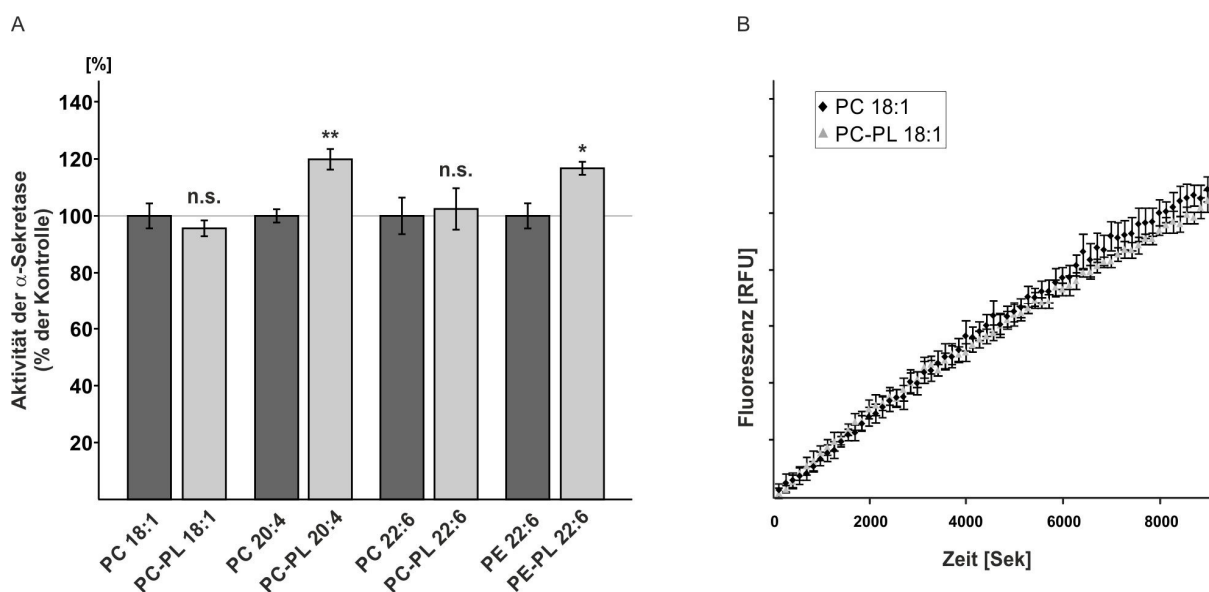 A
[%]
Aktivität der α-Sekretase
(% der Kontrolle)
140
120
100
80
60
40
20
n.s.
**
n.s.
*
PC 18:1
PC-PL 18:1
PC 20:4
PC-PL 20:4
PC 22:6
PC-PL 22:6
PE 22:6
PE-PL 22:6
B
PC 18:1
PC-PL 18:1
Fluoreszenz [RFU]
0
2000
4000
6000
8000
Zeit [Sek]